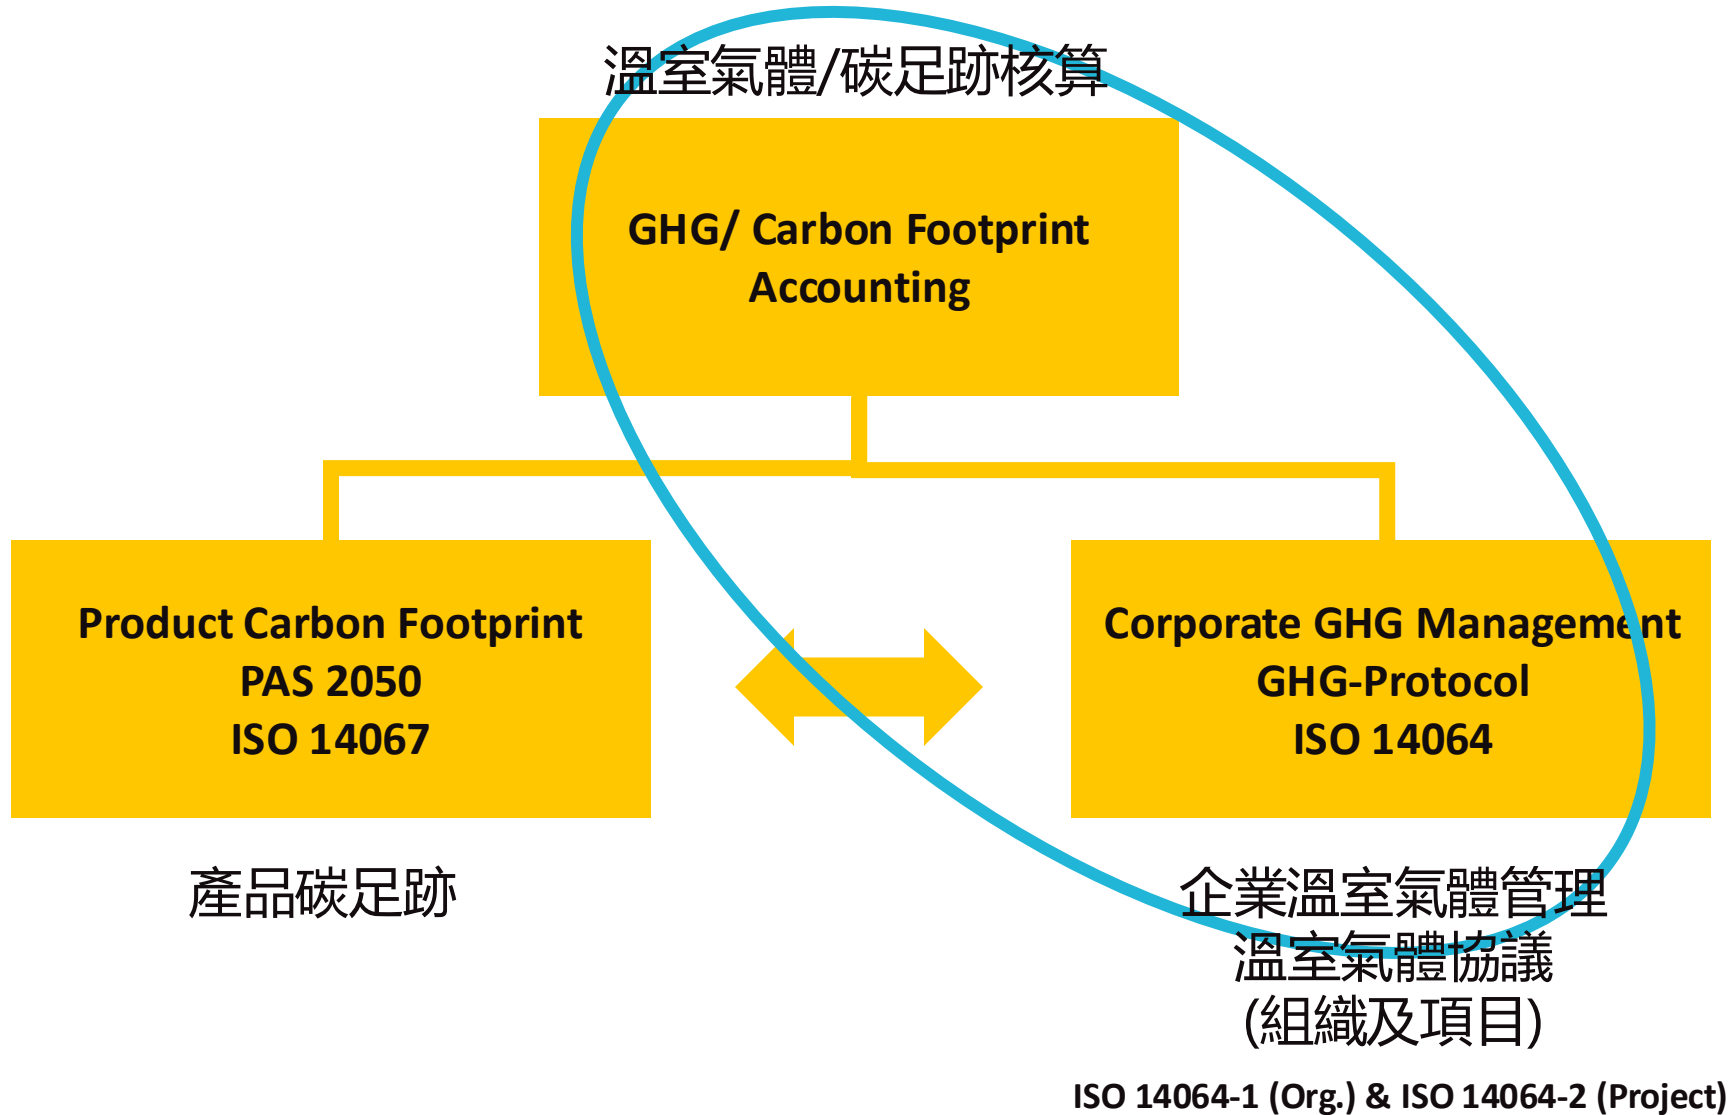 溫室氣體/碳足跡核算
GHG/ Carbon Footprint
Accounting
Product Carbon Footprint
PAS 2050
ISO 14067
Corporate GHG Management
GHG-Protocol
ISO 14064
產品碳足跡
企業溫室氣體管理
溫室氣體協議
(組織及項目)
ISO 14064-1 (Org.) & ISO 14064-2 (Project)